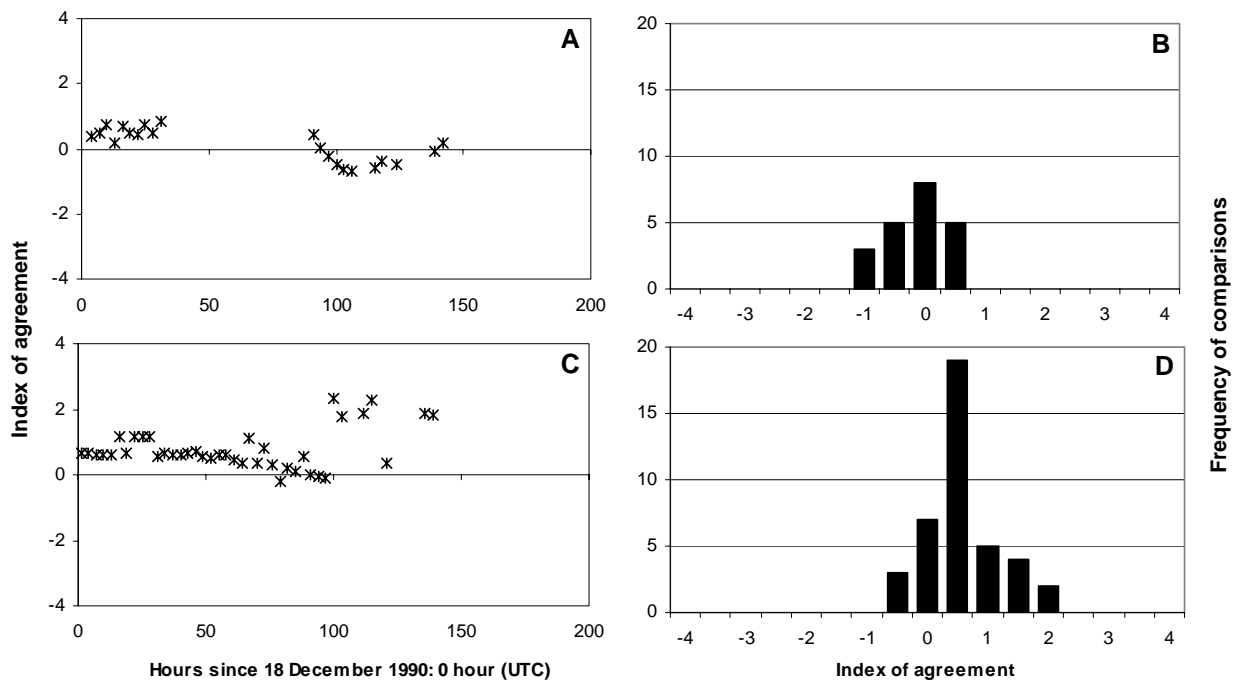 Index of agreement
A
4
2
0
-2
-4
0 50 100 150 200
B
20
15
10
5
0
-4 -3 -2 -1 0 1 2 3 4
C
4
2
0
-2
-4
0 50 100 150 200
Hours since 18 December 1990: 0 hour (UTC)
D
20
15
10
5
0
-4 -3 -2 -1 0 1 2 3 4
Index of agreement
Frequency of comparisons